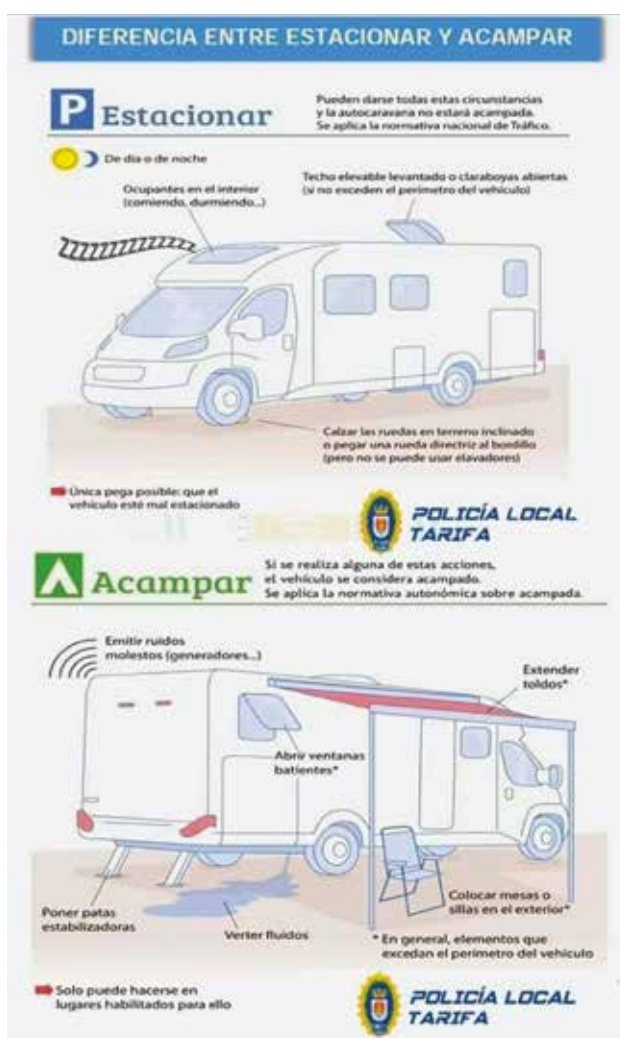 DIFERENCIA ENTRE ESTACIONAR Y ACAMPAR
P Estacionar
Pueden darse todas estas circunstancias
y la autocaravana no estará acampada.
Se aplica la normativa nacional de Tráfico.
De día o de noche
Ocupantes en el interior
(comiendo, durmiendo...)
Techo elevable levantado o claraboyas abiertas
(si no exceden el perímetro del vehículo)
Calzar las ruedas en terreno inclinado
o pegar una rueda directriz al bordillo
(pero no se puede usar elavadores)
Única pega posible: que el
vehículo esté mal estacionado
POLICÍA LOCAL
TARIFA
Acampar
Si se realiza alguna de estas acciones,
el vehículo se considera acampado.
Se aplica la normativa autonómica sobre acampada.
Emitir ruidos
molestos (generadores...)
Extender
toldos*
Abrir ventanas
batientes*
Poner patas
estabilizadoras
Verter fluidos
Colocar mesas o
sillas en el exterior*
* En general, elementos que
excedan el perímetro del vehículo
Solo puede hacerse en
lugares habilitados para ello
POLICÍA LOCAL
TARIFA